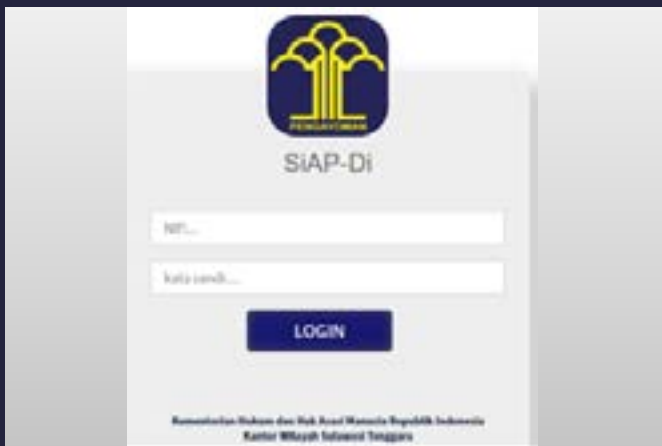 PENGAYOMAN
SiAP-Di
NIP...
kata sandi...
LOGIN
Kementerian Hukum dan Hak Asasi Manusia Republik Indonesia
Kantor Wilayah Sulawesi Tenggara